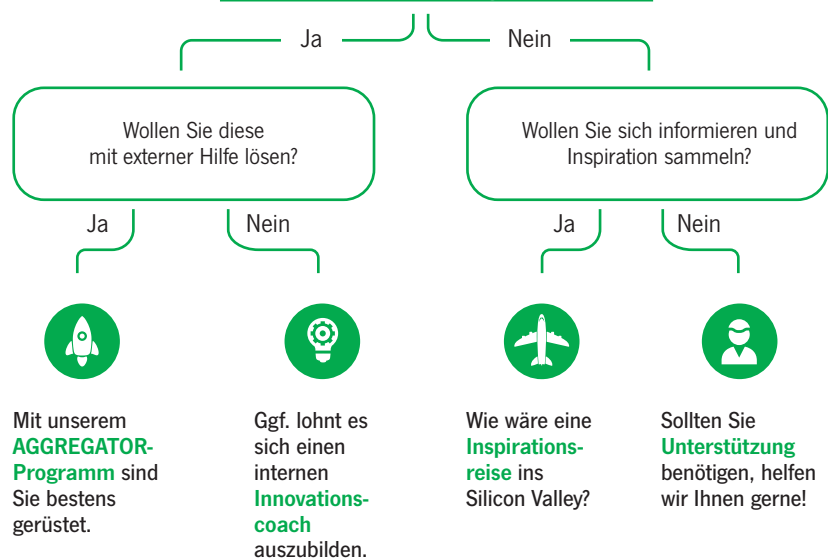 Ja
Nein
Wollen Sie diese
mit externer Hilfe lösen?
Wollen Sie sich informieren und
Inspiration sammeln?
Ja
Nein
Ja
Nein
Mit unserem
AGGREGATOR-
Programm sind
Sie bestens
gerüstet.
Ggf. lohnt es
sich einen
internen
Innovations-
coach
auszubilden.
Wie wäre eine
Inspirations-
reise ins
Silicon Valley?
Sollten Sie
Unterstützung
benötigen, helfen
wir Ihnen gerne!